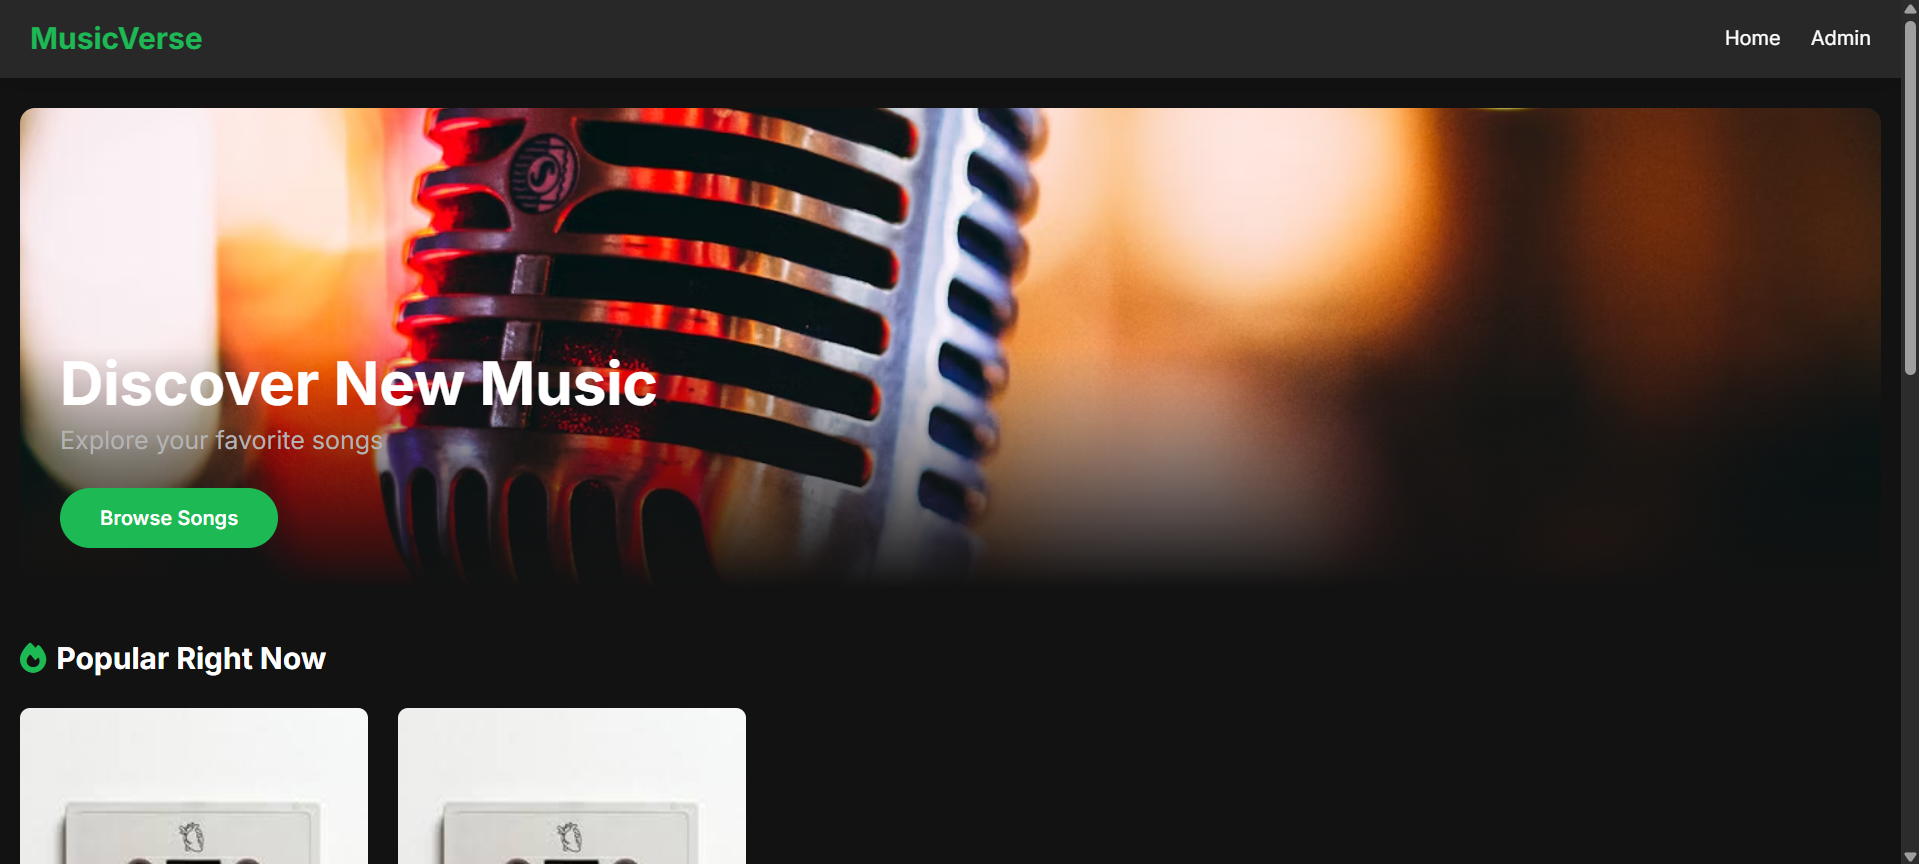 MusicVerse
Home
Admin
Discover New Music
Explore your favorite songs
Browse Songs
Popular Right Now